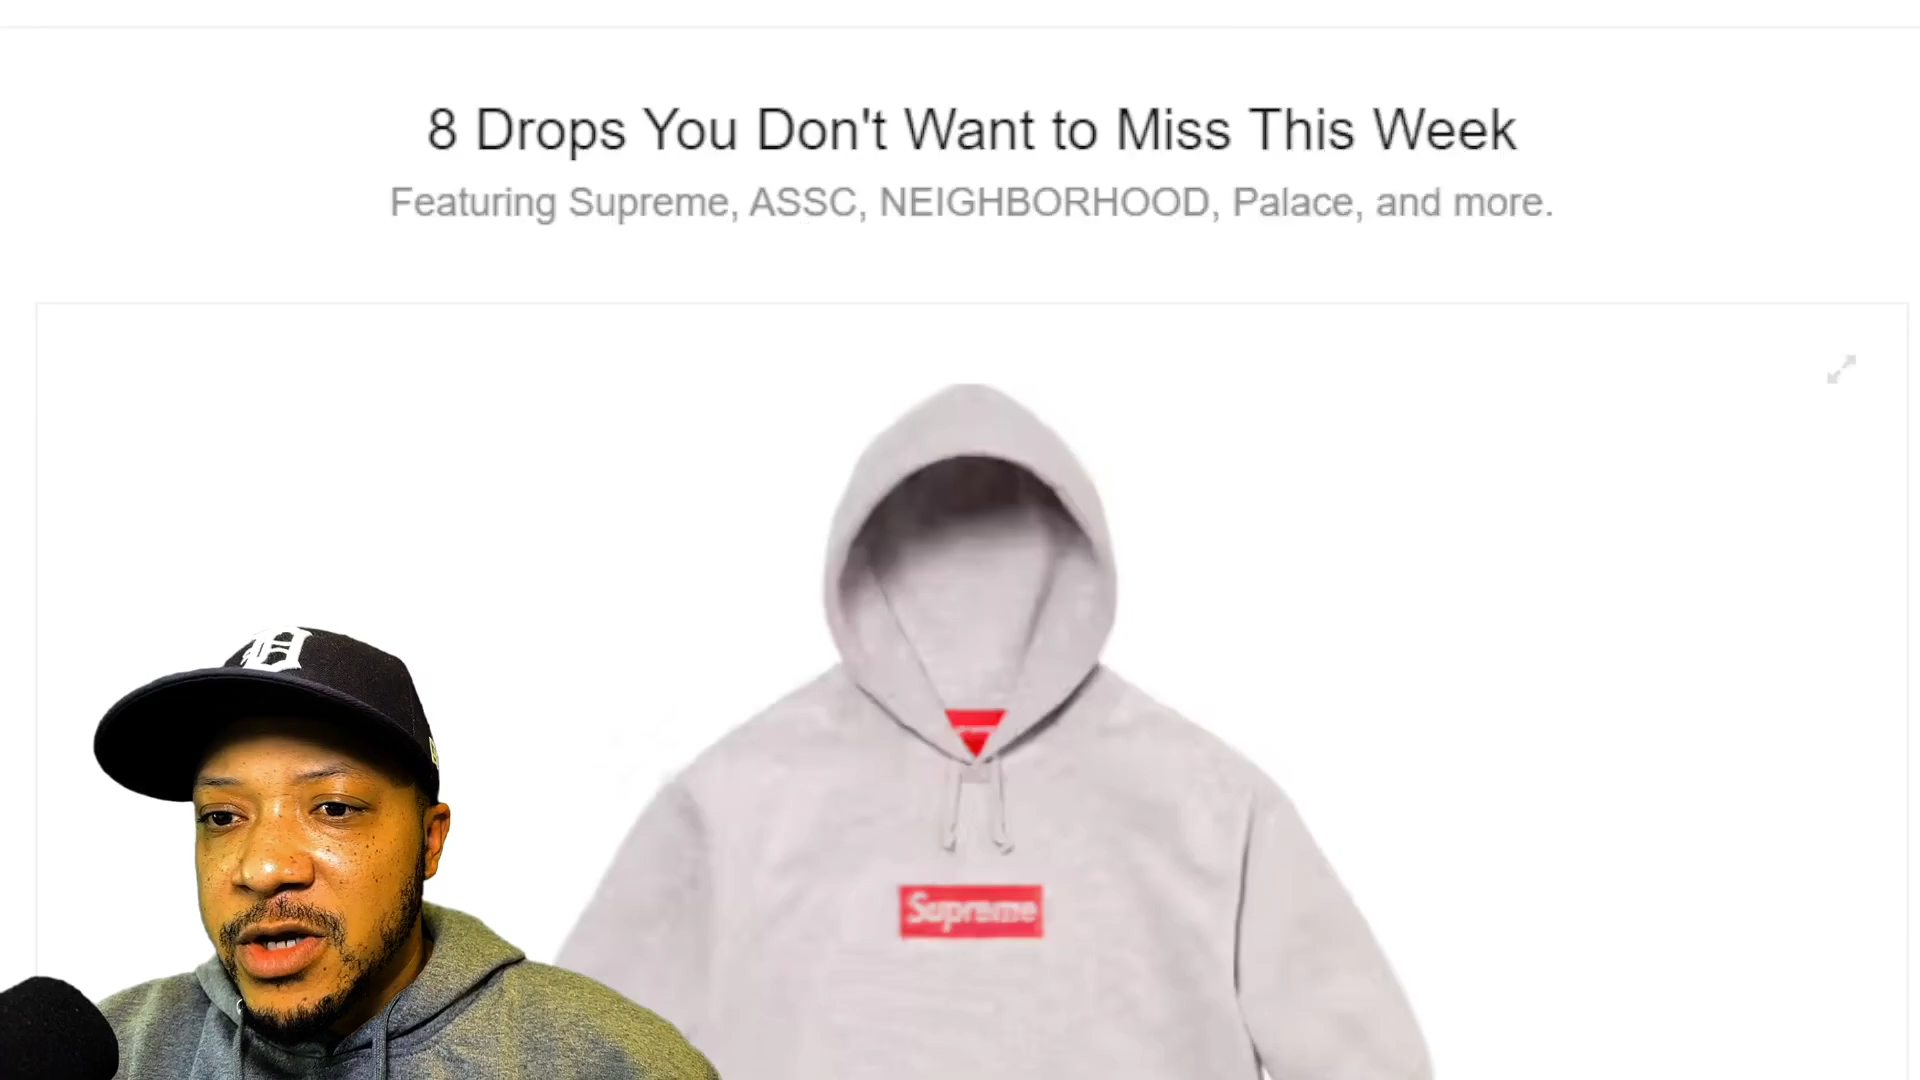 8 Drops You Don't Want to Miss This Week
Featuring Supreme, ASSC, NEIGHBORHOOD, Palace, and more.
Supreme